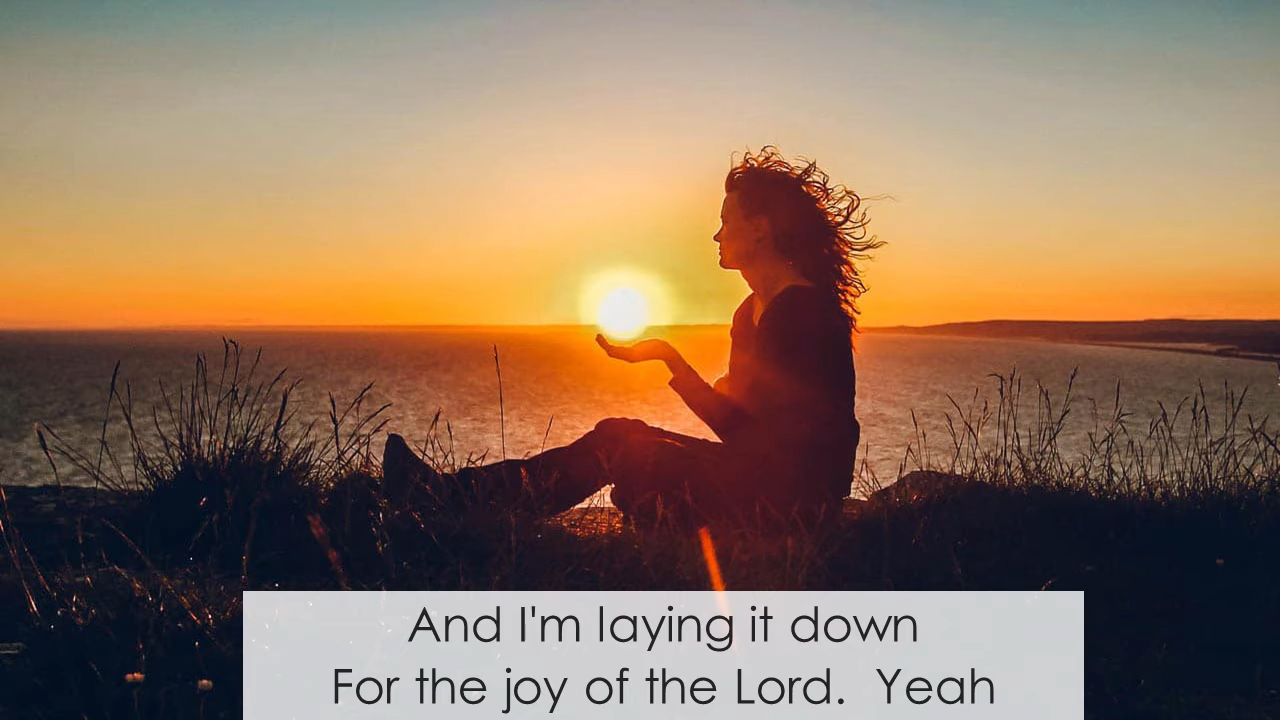 And I'm laying it down
For the joy of the Lord.  Yeah